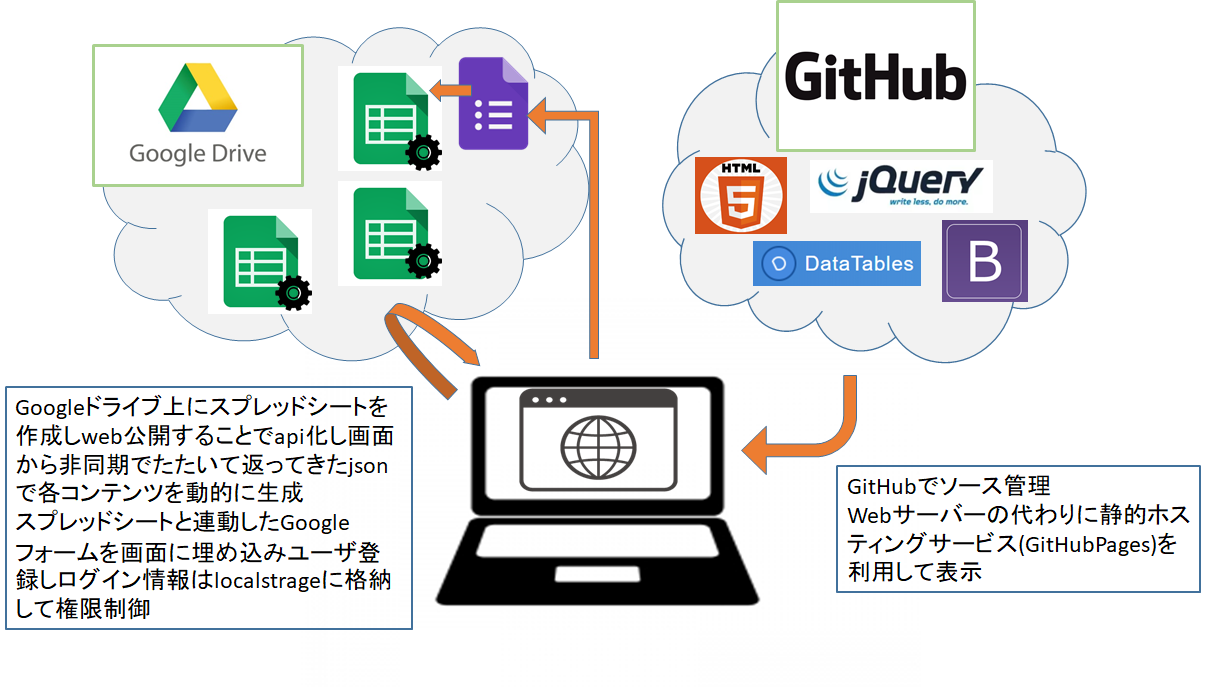 Google Drive
GitHub
HTML
5
jQuery
write less, do more.
DataTables
B
Googleドライブ上にスプレッドシートを
作成しweb公開することでapi化し画面
から非同期でたたいて返ってきたjson
で各コンテンツを動的に生成
スプレッドシートと連動したGoogle
フォームを画面に埋め込みユーザ登
録しログイン情報はlocalstrageに格納
して権限制御
GitHubでソース管理
Webサーバーの代わりに静的ホス
ティングサービス(GitHubPages)を
利用して表示